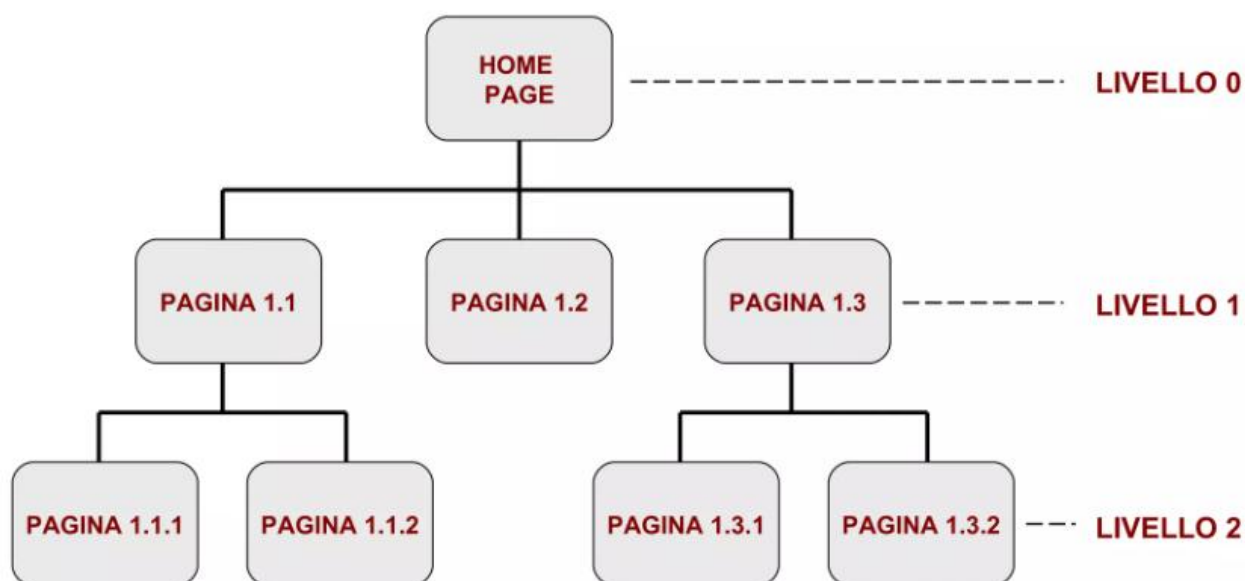 HOME
PAGE
LIVELLO 0
PAGINA 1.1
PAGINA 1.2
PAGINA 1.3
LIVELLO 1
PAGINA 1.1.1
PAGINA 1.1.2
PAGINA 1.3.1
PAGINA 1.3.2
LIVELLO 2